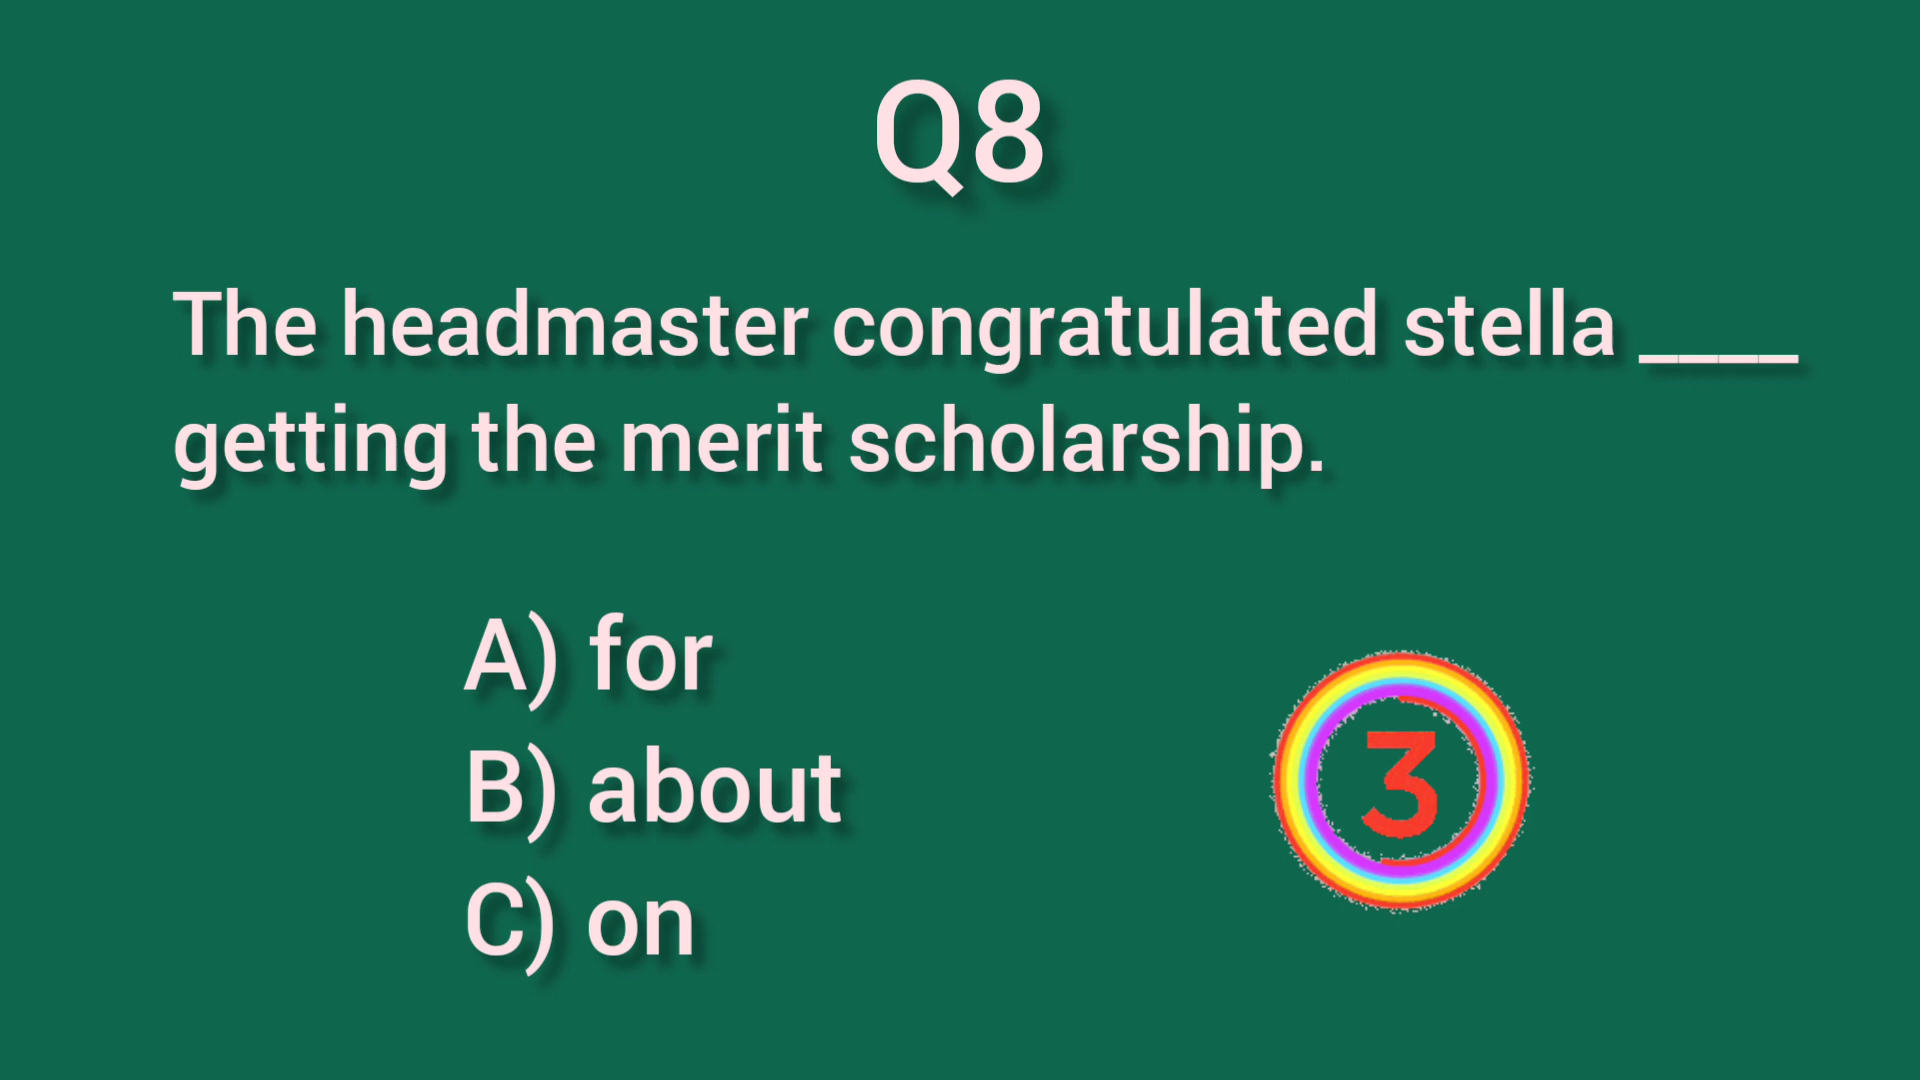 Q8
The headmaster congratulated stella ____
getting the merit scholarship.
A) for
B) about
C) on
3